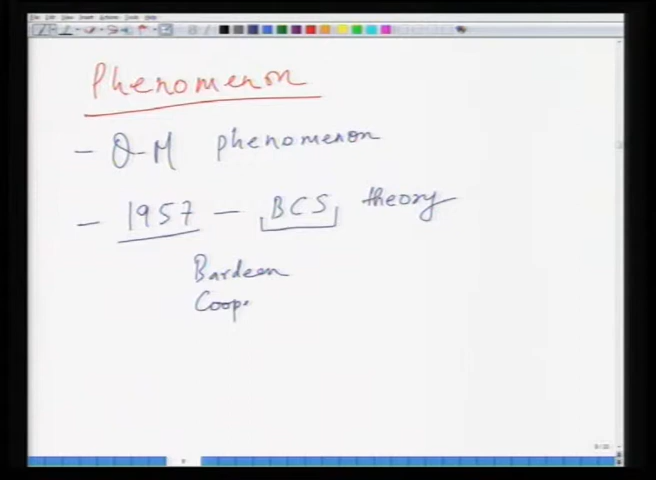 Phenomenon
- Q-M phenomenon
- 1957 - BCS theory
Bardeen
Coop